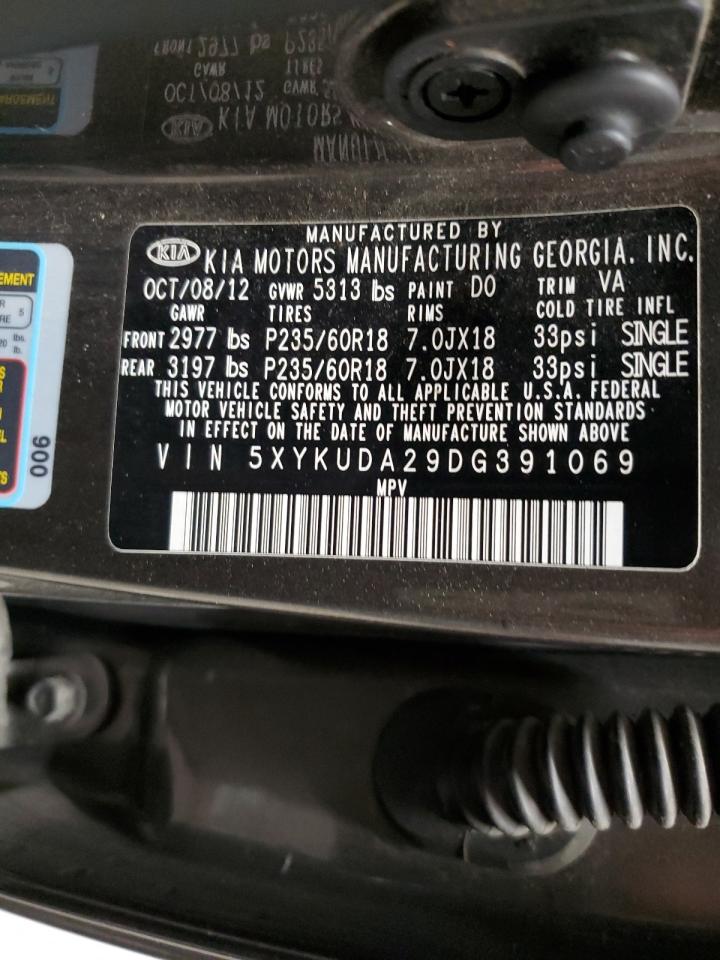 MANUFACTURED BY
KIA KIA MOTORS MANUFACTURING GEORGIA, INC.
OCT/08/12 GVWR 5313 lbs PAINT D0 TRIM VA
GAWR TIRES RIMS COLD TIRE INFL
FRONT 2977 lbs P235/60R18 7.0JX18 33psi SINGLE
REAR 3197 lbs P235/60R18 7.0JX18 33psi SINGLE
THIS VEHICLE CONFORMS TO ALL APPLICABLE U.S.A. FEDERAL
MOTOR VEHICLE SAFETY AND THEFT PREVENTION STANDARDS
IN EFFECT ON THE DATE OF MANUFACTURE SHOWN ABOVE
VIN 5XYKUDA29DG391069
MPV
006